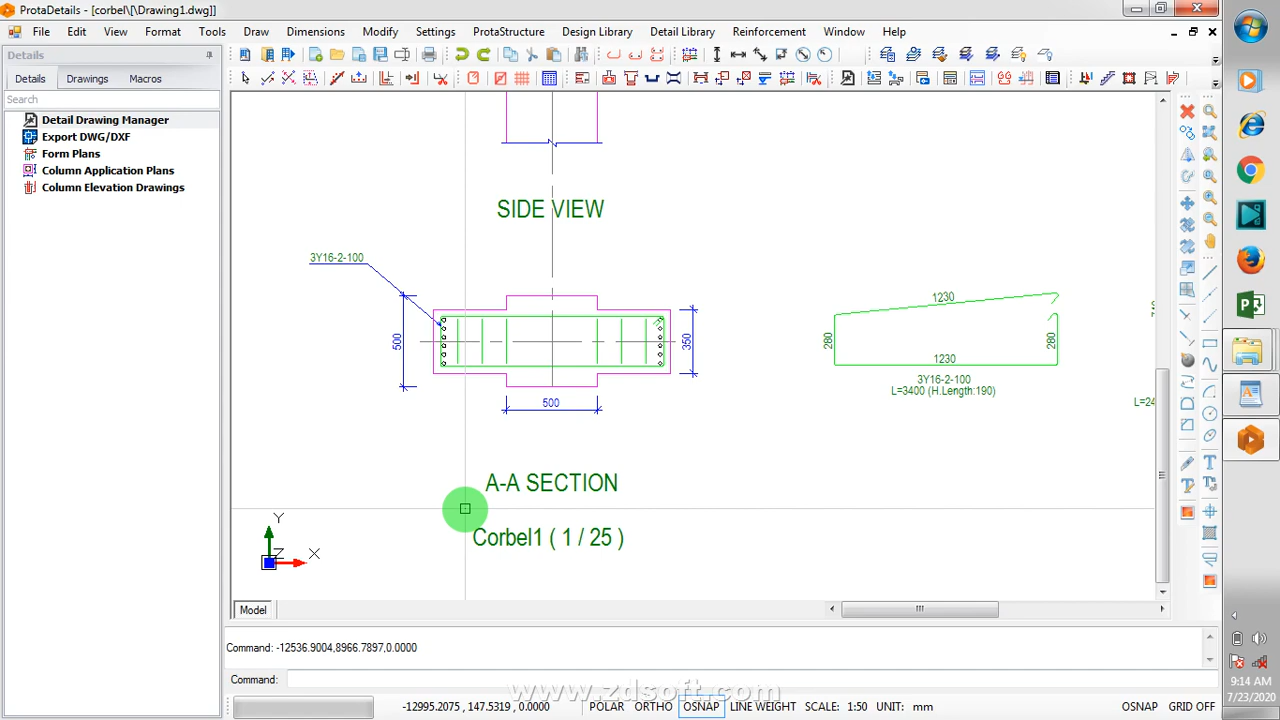 ProtaDetails - [corbel\[\Drawing1.dwg]]
File Edit View Format Tools Draw Dimensions Modify Settings ProtaStructure Design Library Detail Library Reinforcement Window Help
Details
Details Drawings Macros
Search
Detail Drawing Manager
Export DWG/DXF
Form Plans
Column Application Plans
Column Elevation Drawings
SIDE VIEW
3Y16-2-100
500
350
500
1230
280
280
1230
3Y16-2-100
L=3400 (H.Length:190)
L=24
A-A SECTION
Corbel1 ( 1 / 25 )
Y
Z
X
Model
Command: -12536.9004,8966.7897,0.0000
Command:
www.zdsoft.com
-12995.2075 , 147.5319 , 0.0000 POLAR ORTHO OSNAP LINE WEIGHT SCALE: 1:50 UNIT: mm OSNAP GRID OFF
9:14 AM
7/23/2020